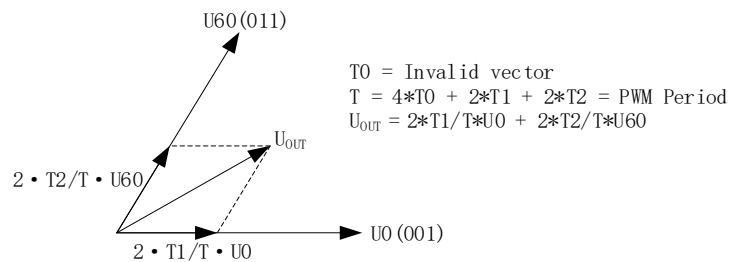 U60(011)
T0 = Invalid vector
T = 4*T0 + 2*T1 + 2*T2 = PWM Period
UOUT = 2*T1/T*U0 + 2*T2/T*U60
UOUT
2·T2/T·U60
U0(001)
2·T1/T·U0